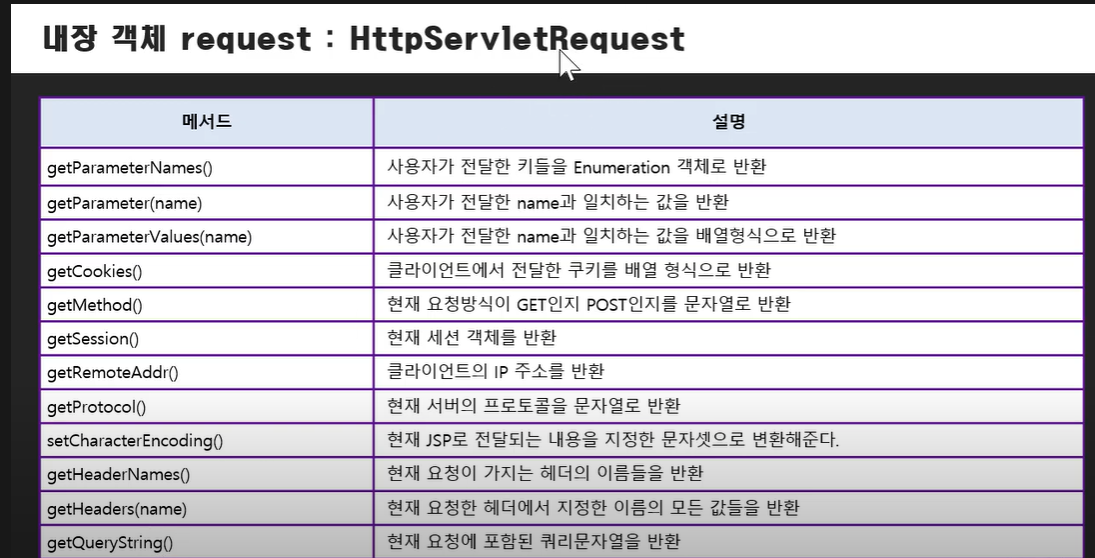 내장 객체 request : HttpServletRequest
메서드 설명
getParameterNames() 사용자가 전달한 키들을 Enumeration 객체로 반환
getParameter(name) 사용자가 전달한 name과 일치하는 값을 반환
getParameterValues(name) 사용자가 전달한 name과 일치하는 값을 배열형식으로 반환
getCookies() 클라이언트에서 전달한 쿠키를 배열 형식으로 반환
getMethod() 현재 요청방식이 GET인지 POST인지를 문자열로 반환
getSession() 현재 세션 객체를 반환
getRemoteAddr() 클라이언트의 IP 주소를 반환
getProtocol() 현재 서버의 프로토콜을 문자열로 반환
setCharacterEncoding() 현재 JSP로 전달되는 내용을 지정한 문자셋으로 변환해준다.
getHeaderNames() 현재 요청이 가지는 헤더의 이름들을 반환
getHeaders(name) 현재 요청한 헤더에서 지정한 이름의 모든 값들을 반환
getQueryString() 현재 요청에 포함된 쿼리문자열을 반환